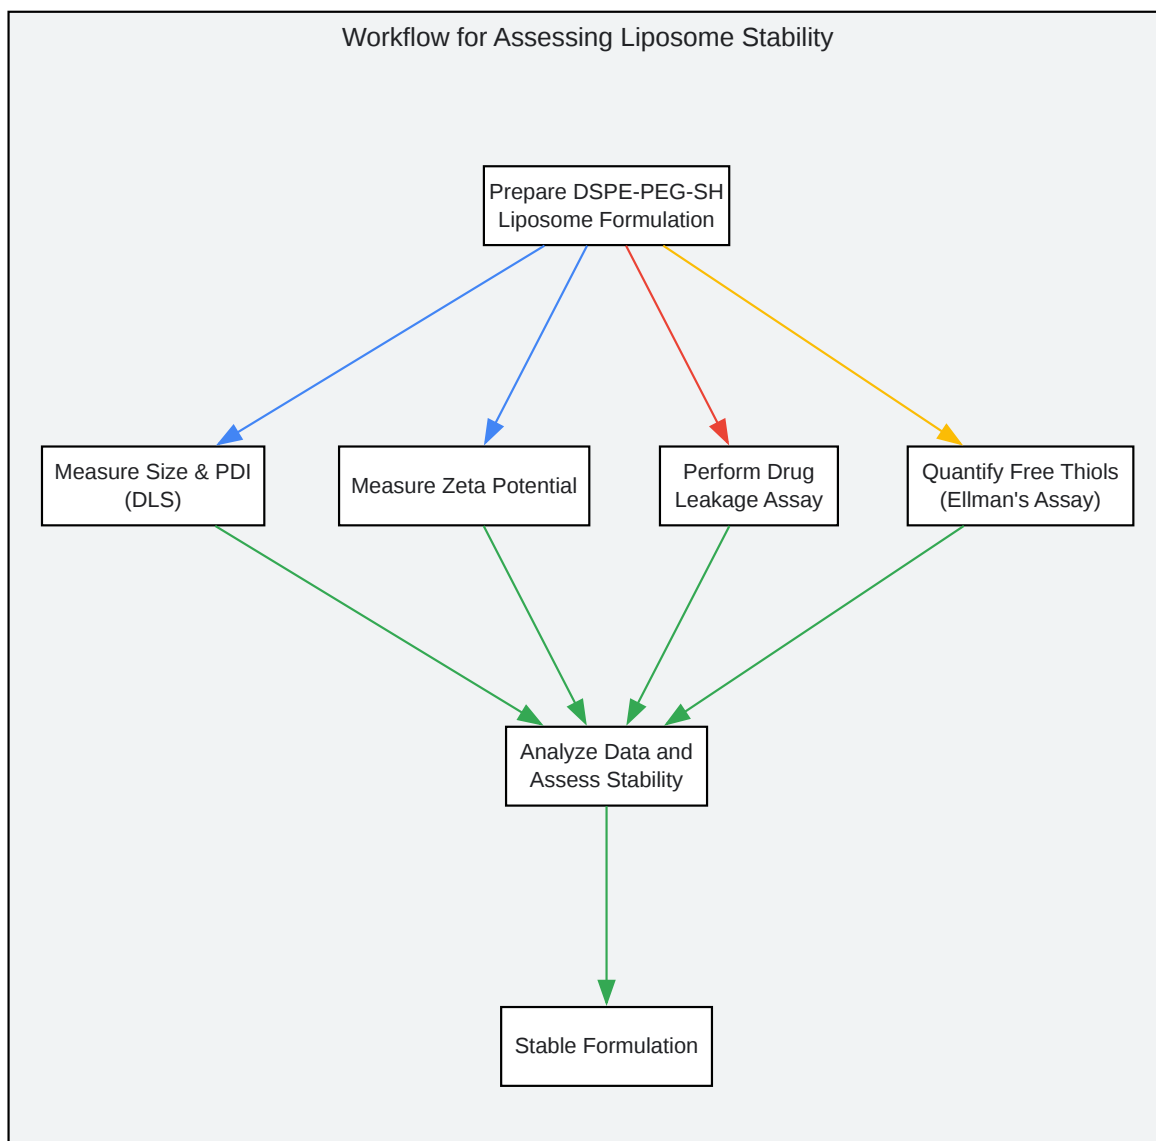 Workflow for Assessing Liposome Stability
Prepare DSPE-PEG-SH
Liposome Formulation
Measure Size & PDI
(DLS)
Measure Zeta Potential
Perform Drug
Leakage Assay
Quantify Free Thiols
(Ellman's Assay)
Analyze Data and
Assess Stability
Stable Formulation